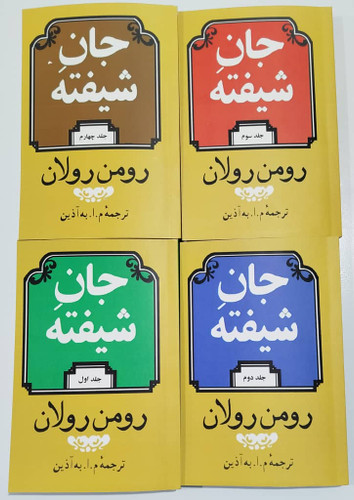 جانِ
شیفته
جلد سوم
رومن رولان
ترجمهٔ م.ا. به آذین
جانِ
شیفته
جلد چهارم
رومن رولان
ترجمهٔ م.ا. به آذین
جانِ
شیفته
جلد دوم
رومن رولان
ترجمهٔ م.ا. به آذین
جانِ
شیفته
جلد اول
رومن رولان
ترجمهٔ م.ا. به آذین